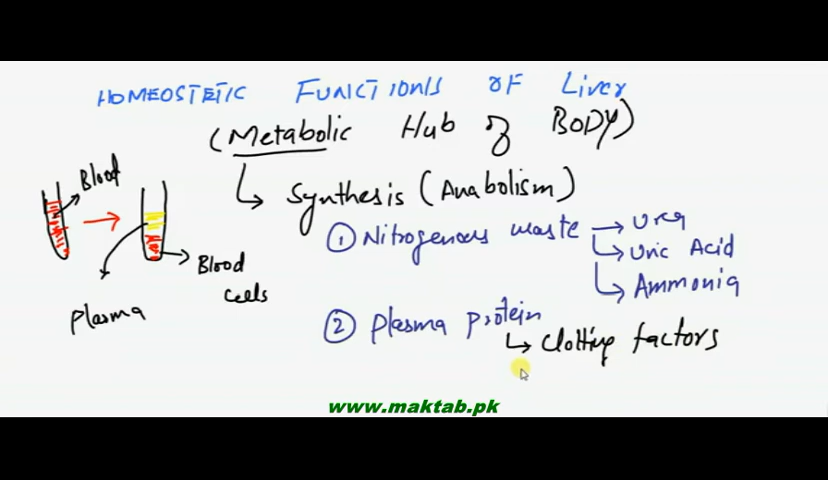 HOMEOSTETIC FUNCTIONS OF Liver
(Metabolic Hub of BODY)
Synthesis (Anabolism)
① Nitrogenous waste → Urea
→ Uric Acid
→ Ammonia
② Plasma protein
→ Clotting factors
Blood
Blood cells
Plasma
www.maktab.pk